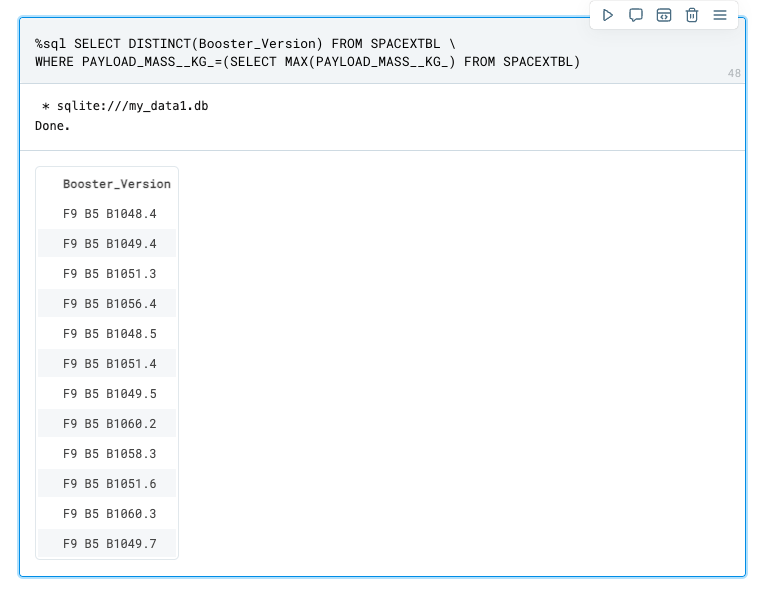 %sql SELECT DISTINCT(Booster_Version) FROM SPACEXTBL \
WHERE PAYLOAD_MASS__KG_=(SELECT MAX(PAYLOAD_MASS__KG_) FROM SPACEXTBL)
48
* sqlite:///my_data1.db
Done.
Booster_Version
F9 B5 B1048.4
F9 B5 B1049.4
F9 B5 B1051.3
F9 B5 B1056.4
F9 B5 B1048.5
F9 B5 B1051.4
F9 B5 B1049.5
F9 B5 B1060.2
F9 B5 B1058.3
F9 B5 B1051.6
F9 B5 B1060.3
F9 B5 B1049.7